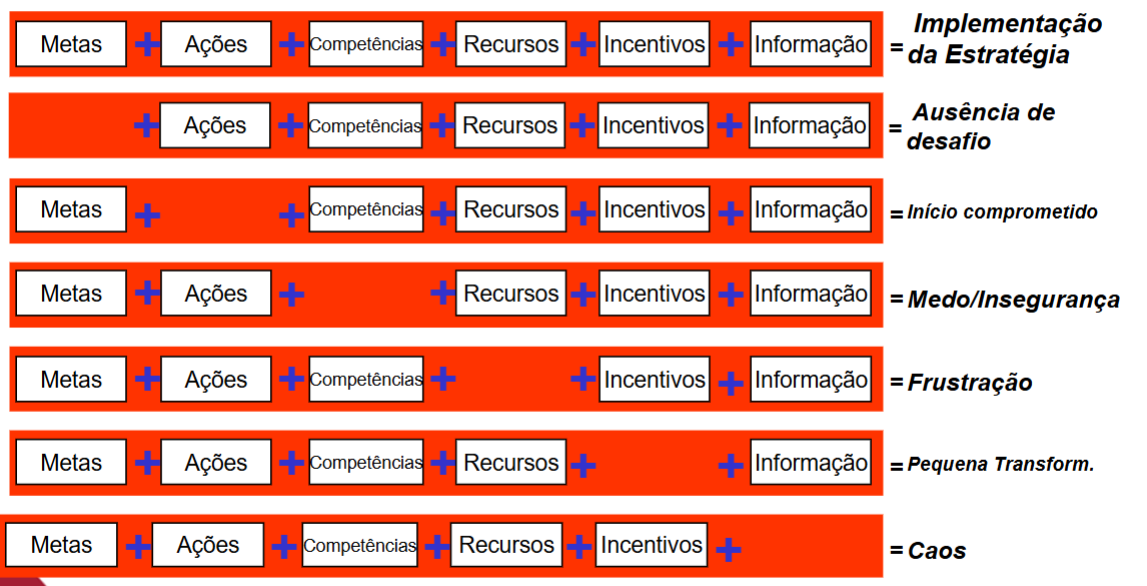 Metas + Ações + Competências + Recursos + Incentivos + Informação = Implementação
da Estratégia
+ Ações + Competências + Recursos + Incentivos + Informação = Ausência de
desafio
Metas + + Competências + Recursos + Incentivos + Informação = Início comprometido
Metas + Ações + + Recursos + Incentivos + Informação = Medo/Insegurança
Metas + Ações + Competências + + Incentivos + Informação = Frustração
Metas + Ações + Competências + Recursos + + Informação = Pequena Transform.
Metas + Ações + Competências + Recursos + Incentivos + = Caos